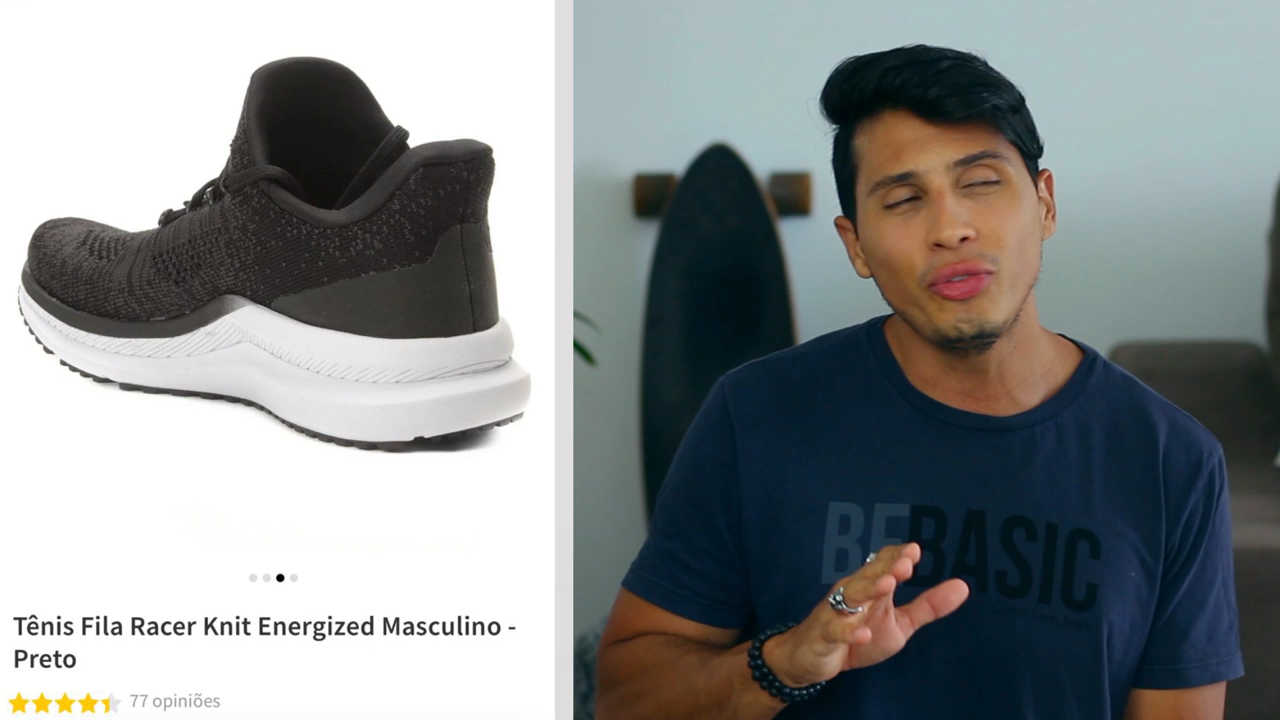 Tênis Fila Racer Knit Energized Masculino -
Preto
77 opiniões
BEBASIC